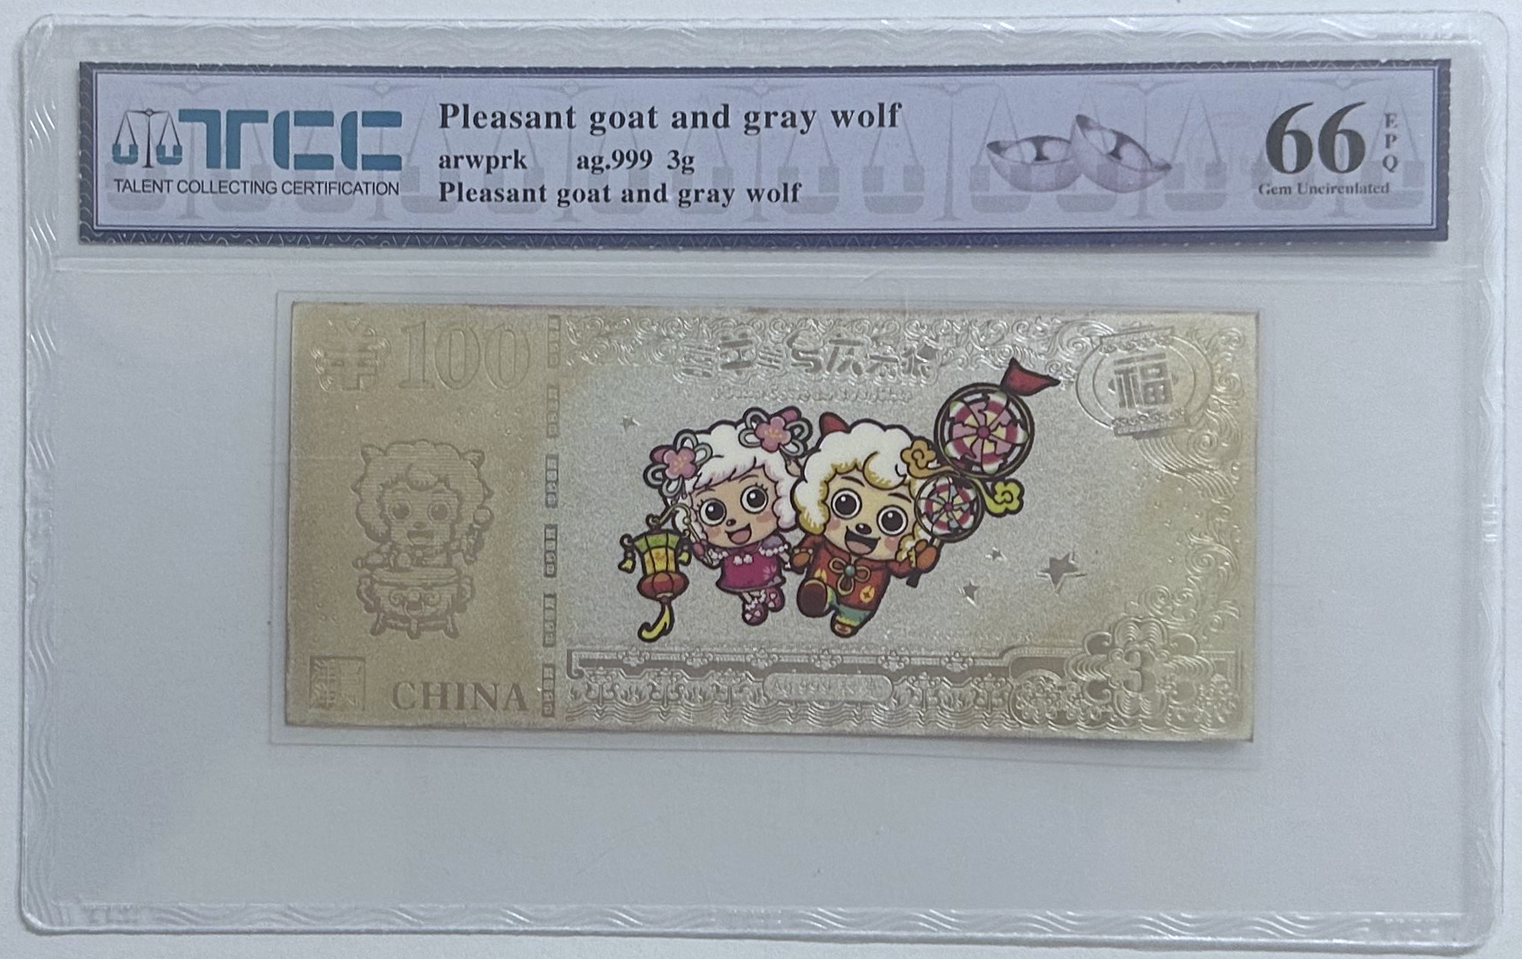 TCC
TALENT COLLECTING CERTIFICATION
Pleasant goat and gray wolf
arwprk ag.999 3g
Pleasant goat and gray wolf
66 EPQ
Gem Uncirculated
100
福
CHINA
3